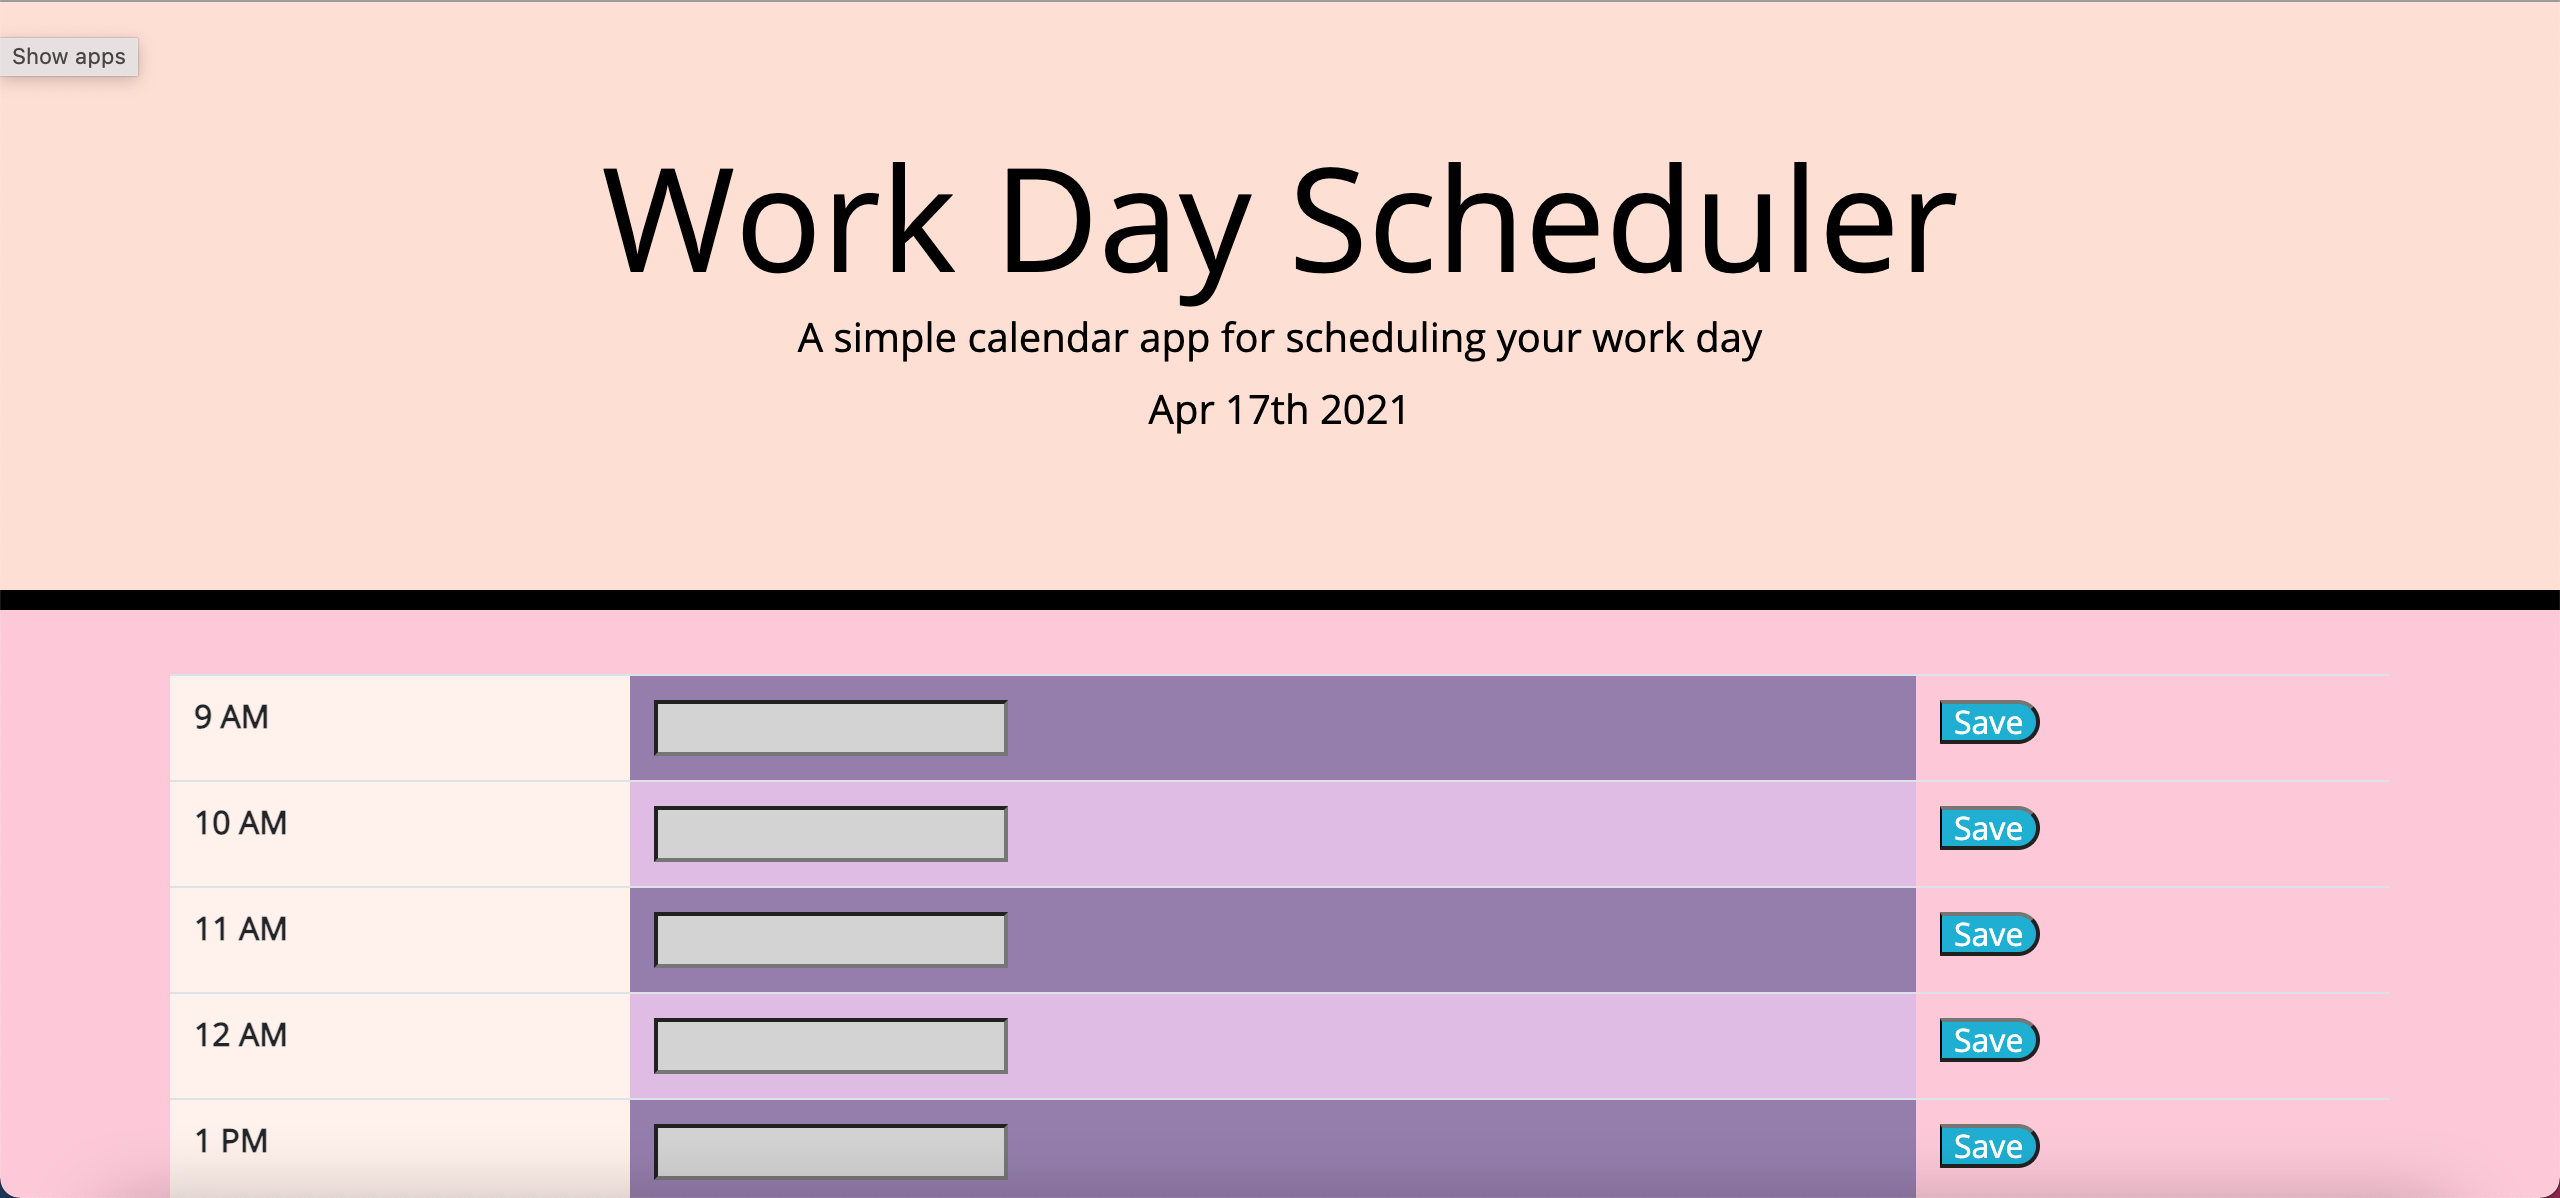 Show apps
Work Day Scheduler
A simple calendar app for scheduling your work day
Apr 17th 2021
9 AM Save
10 AM Save
11 AM Save
12 AM Save
1 PM Save